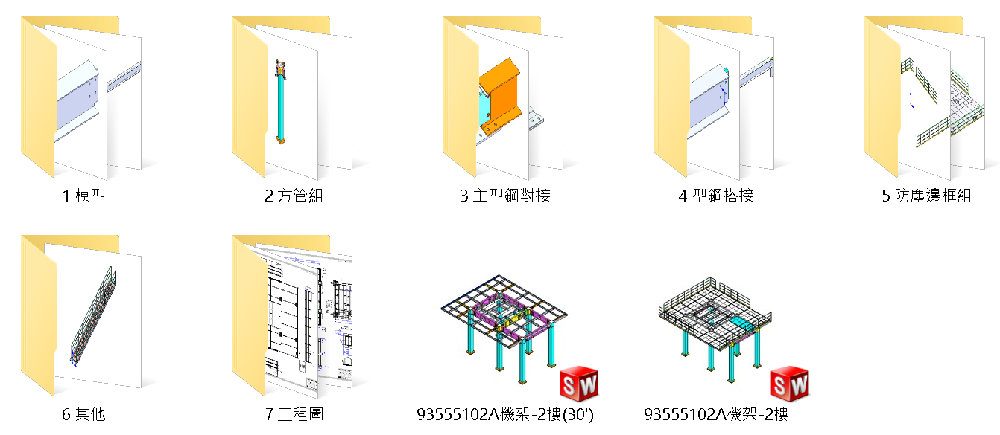 1 模型
2 方管組
3 主型鋼對接
4 型鋼搭接
5 防塵邊框組
6 其他
7 工程圖
93555102A機架-2樓(30')
93555102A機架-2樓
SW
SW